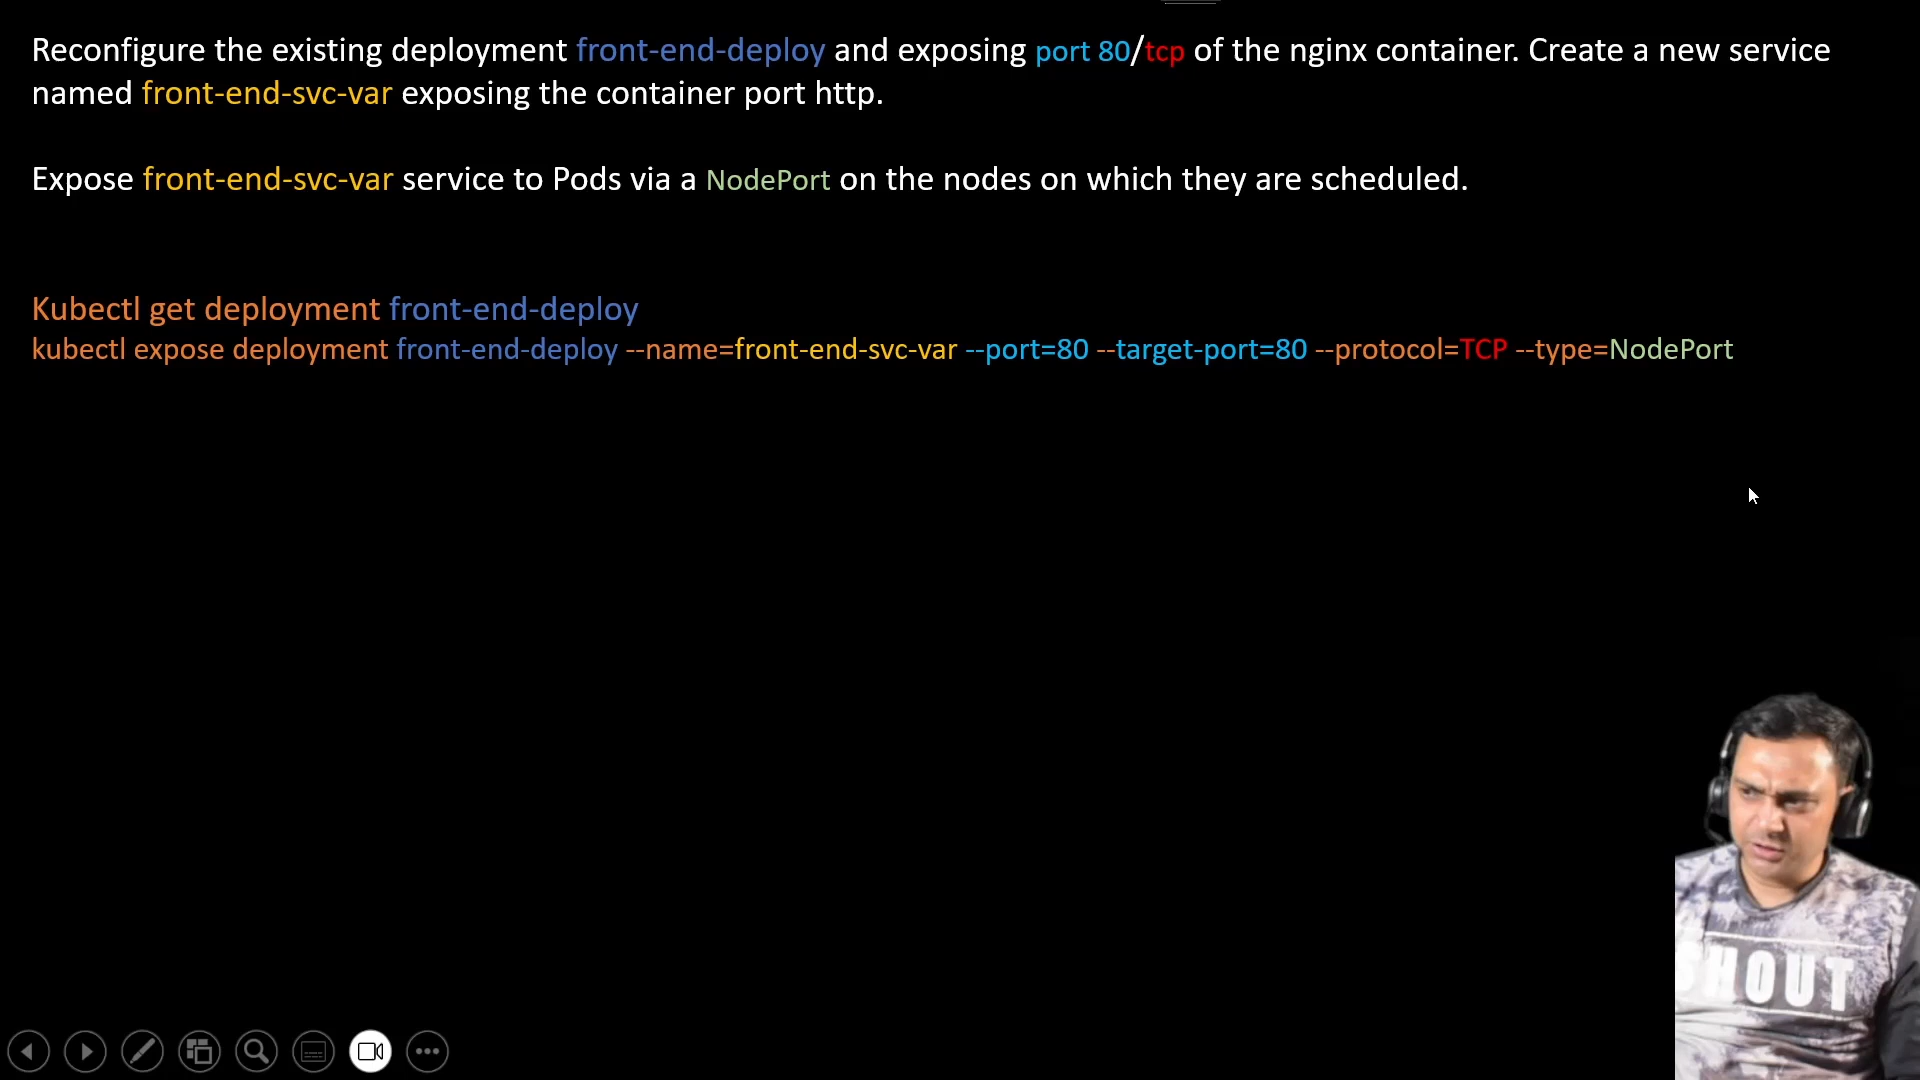 Reconfigure the existing deployment front-end-deploy and exposing port 80/tcp of the nginx container. Create a new service
named front-end-svc-var exposing the container port http.
Expose front-end-svc-var service to Pods via a NodePort on the nodes on which they are scheduled.
Kubectl get deployment front-end-deploy
kubectl expose deployment front-end-deploy --name=front-end-svc-var --port=80 --target-port=80 --protocol=TCP --type=NodePort
HOUT